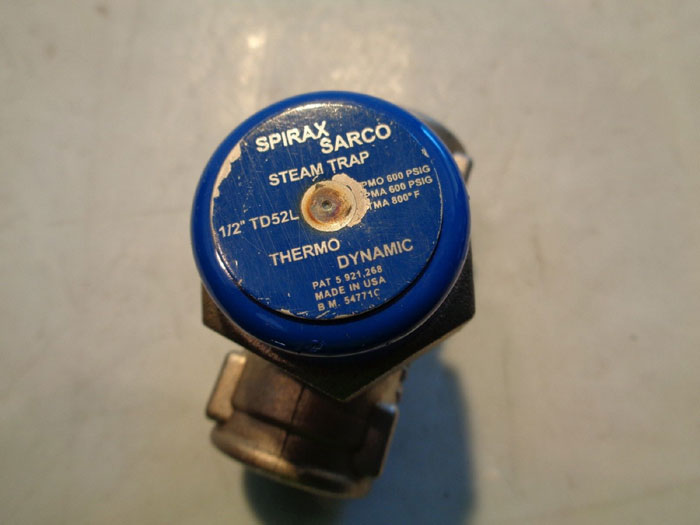 SPIRAX
SARCO
STEAM TRAP
PMO 600 PSIG
PMA 600 PSIG
TMA 800° F
1/2" TD52L
THERMO
DYNAMIC
PAT 5 921,268
MADE IN USA
B M. 54771C